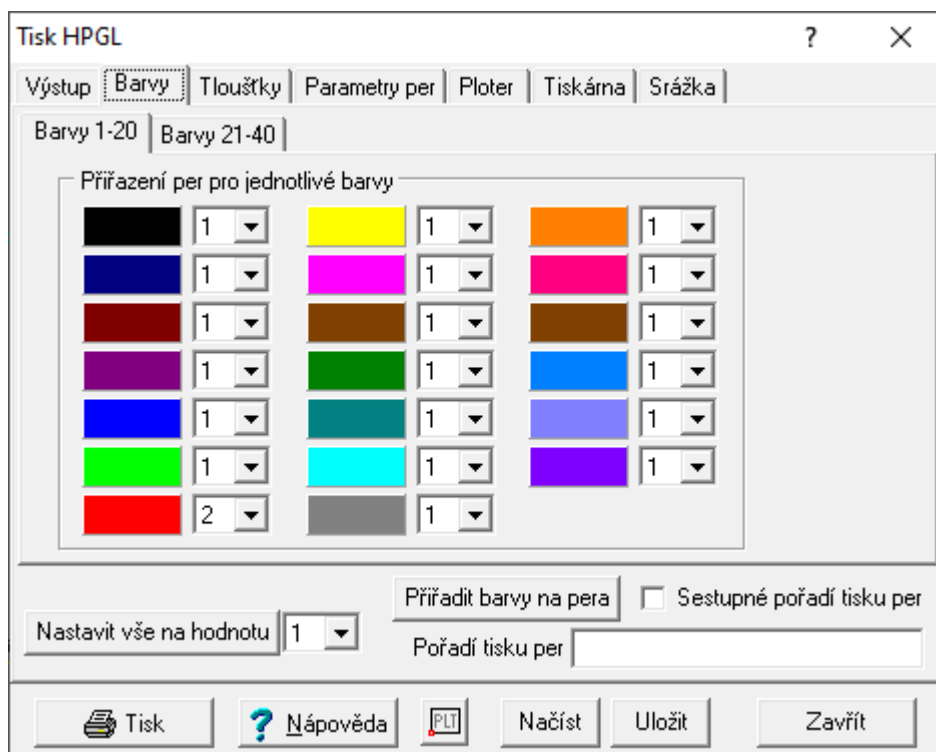 Tisk HPGL ?
Výstup Barvy Tloušťky Parametry per Ploter Tiskárna Srážka
Barvy 1-20 Barvy 21-40
Přiřazení per pro jednotlivé barvy
1 1 1
1 1 1
1 1 1
1 1 1
1 1 1
1 1 1
2 1
Přiřadit barvy na pera Sestupné pořadí tisku per
Nastavit vše na hodnotu 1 Pořadí tisku per
Tisk ? Nápověda PLT Načíst Uložit Zavřít